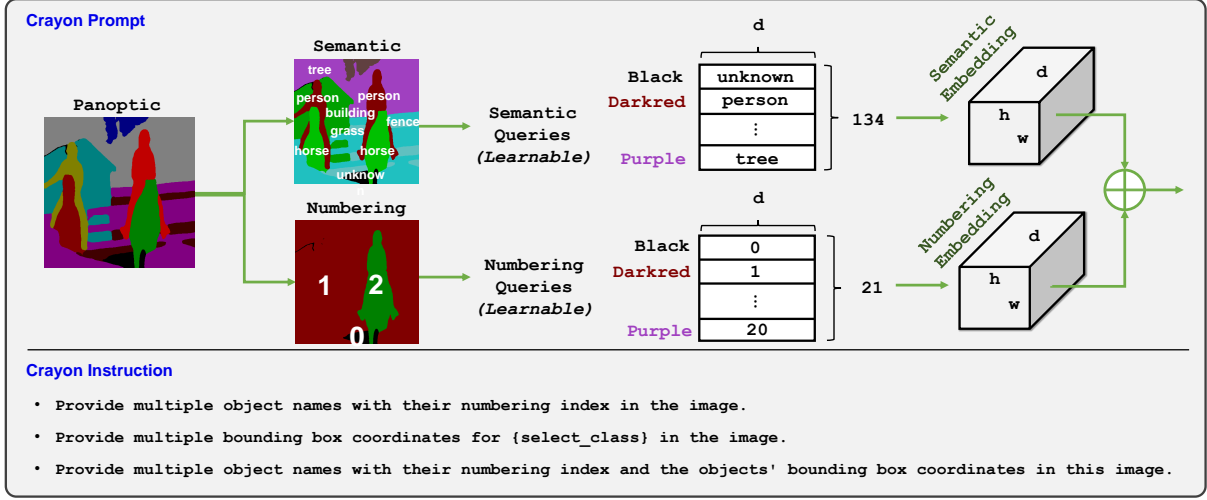 Crayon Prompt
Panoptic
Semantic
tree
person
person
building
grass
fence
horse
horse
unknow
Numbering
1
2
0
Semantic
Queries
(Learnable)
Numbering
Queries
(Learnable)
d
Black
unknown
Darkred
person
⋮
Purple
tree
134
d
Black
0
Darkred
1
⋮
Purple
20
21
Semantic
Embedding
d
h
w
Numbering
Embedding
d
h
w
Crayon Instruction
• Provide multiple object names with their numbering index in the image.
• Provide multiple bounding box coordinates for {select_class} in the image.
• Provide multiple object names with their numbering index and the objects' bounding box coordinates in this image.